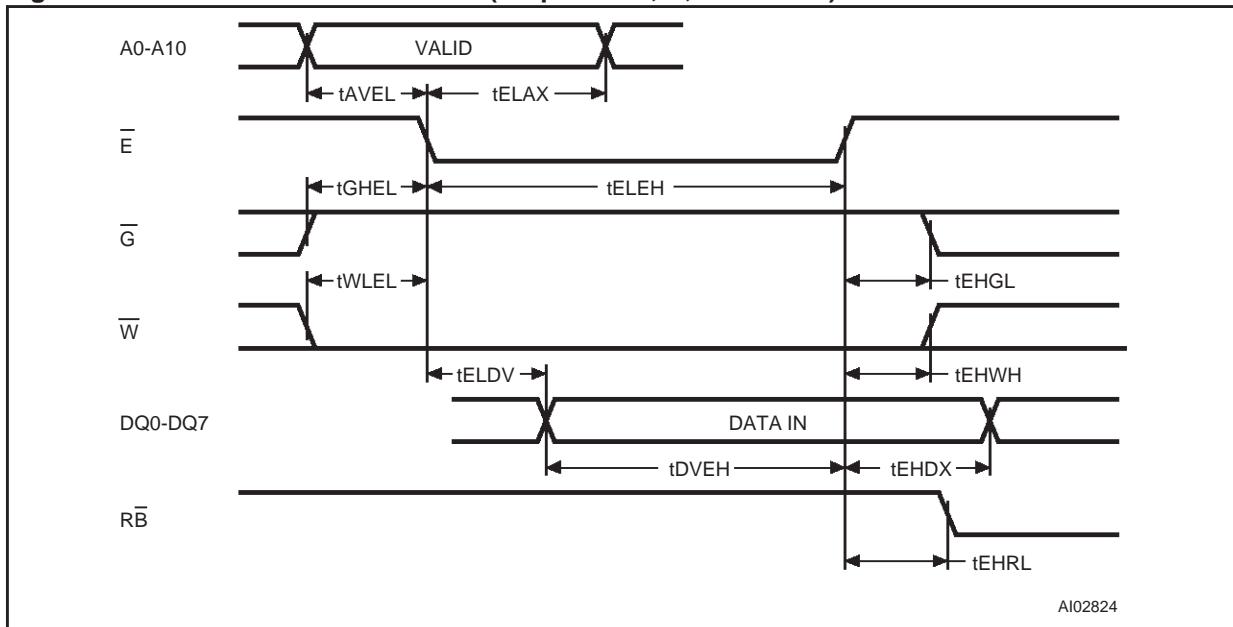 A0-A10
VALID
tAVEL
tELAX
E
tGHEL
tELEH
G
tWLEL
tEHGL
W
tELDV
tEHWH
DQ0-DQ7
DATA IN
tDVEH
tEHDX
RB
tEHRL
AI02824